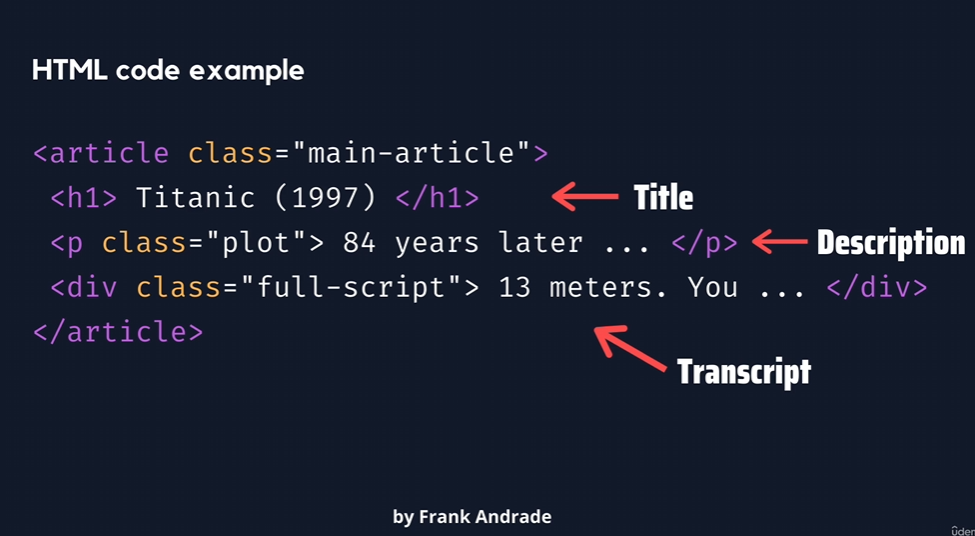 HTML code example
<article class="main-article">
<h1> Titanic (1997) </h1>
Title
<p class="plot"> 84 years later ... </p>
Description
<div class="full-script"> 13 meters. You ... </div>
</article>
Transcript
by Frank Andrade